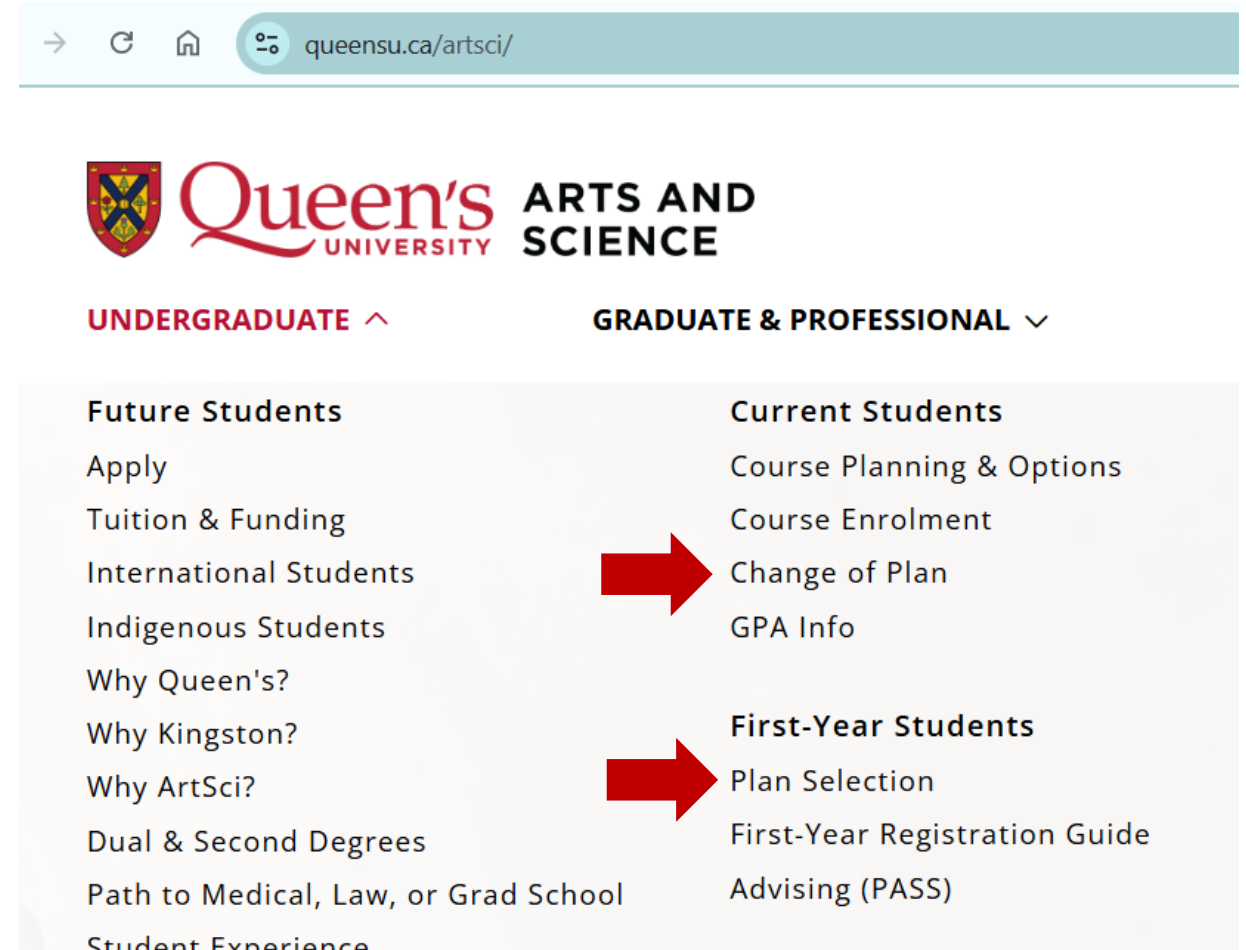 queensu.ca/artsci/
Queen's
UNIVERSITY
ARTS AND
SCIENCE
UNDERGRADUATE
GRADUATE & PROFESSIONAL
Future Students
Apply
Tuition & Funding
International Students
Indigenous Students
Why Queen's?
Why Kingston?
Why ArtSci?
Dual & Second Degrees
Path to Medical, Law, or Grad School
Student Experience
Current Students
Course Planning & Options
Course Enrolment
Change of Plan
GPA Info
First-Year Students
Plan Selection
First-Year Registration Guide
Advising (PASS)